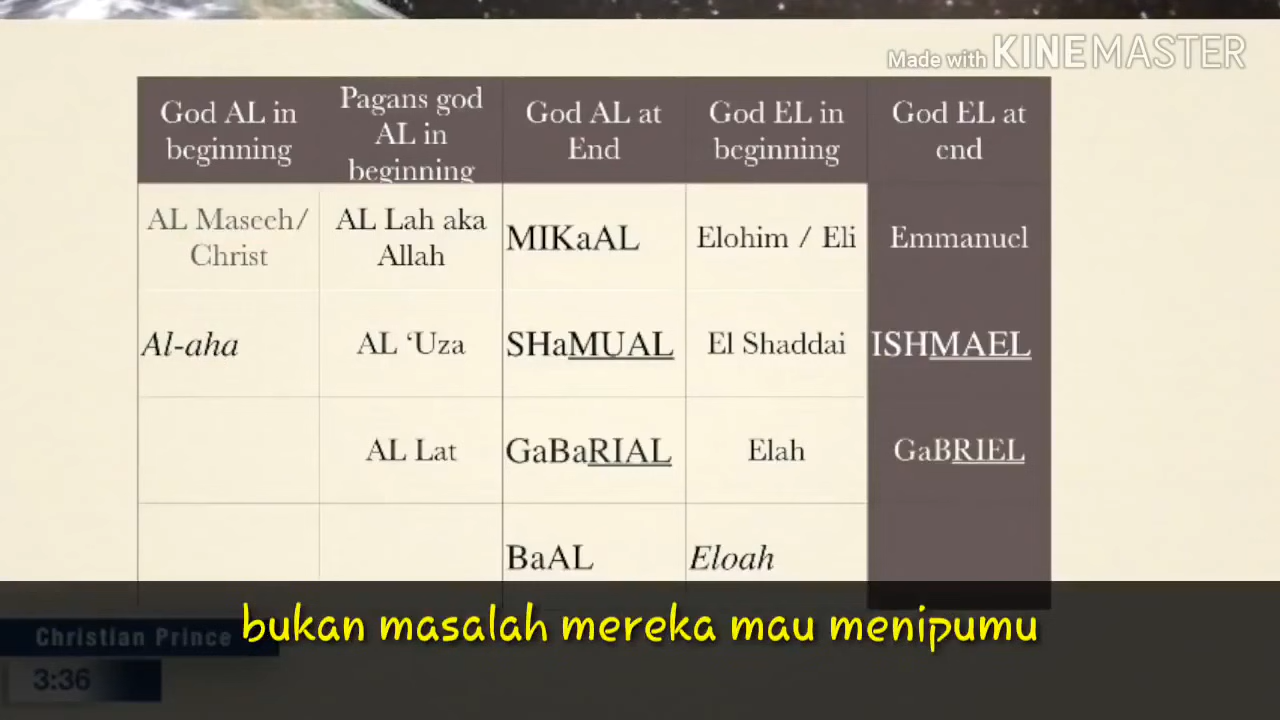 Made with KINEMASTER
God AL in
beginning
Pagans god
AL in
beginning
God AL at
End
God EL in
beginning
God EL at
end
AL Maseeh/
Christ
AL Lah aka
Allah
MIKaAL
Elohim / Eli
Emmanuel
Al-aha
AL ‘Uza
SHaMUAL
El Shaddai
ISHMAEL
AL Lat
GaBaRIAL
Elah
GaBRIEL
BaAL
Eloah
bukan masalah mereka mau menipumu
Christian Prince
3:36